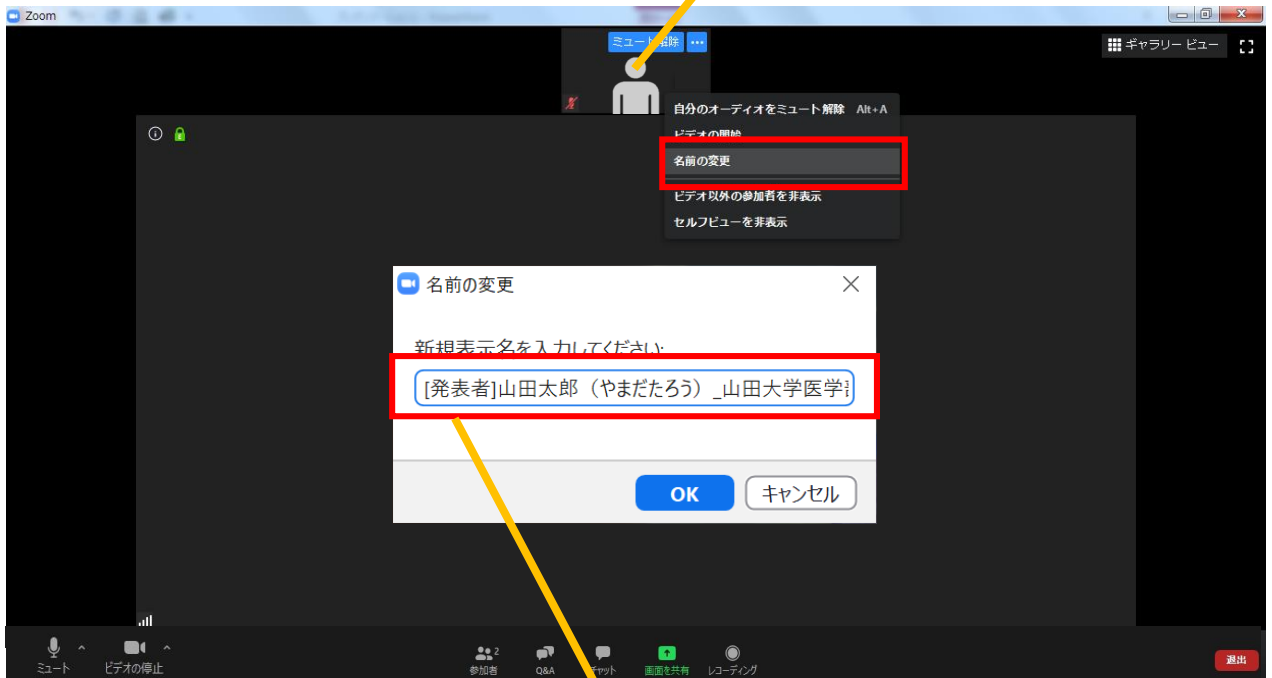 Zoom
ミュート解除 ...
ギャラリー ビュー
自分のオーディオをミュート解除 Alt+A
ビデオの開始
名前の変更
ビデオ以外の参加者を非表示
セルフビューを非表示
名前の変更
新規表示名を入力してください:
[発表者]山田太郎（やまだたろう）_山田大学医学
OK
キャンセル
ミュート
ビデオの停止
2
参加者
Q&A
チャット
画面を共有
レコーディング
退出